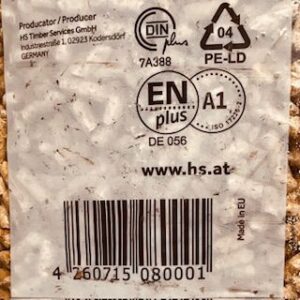 Producator / Producer
HS Timber Services GmbH
Industriestraße 1, 02923 Kodersdorf
GERMANY
DIN
plus
7A388
04
PE-LD
EN
plus
A1
ISO 17225-2
DE 056
www.hs.at
Made in EU
4 260715 080001